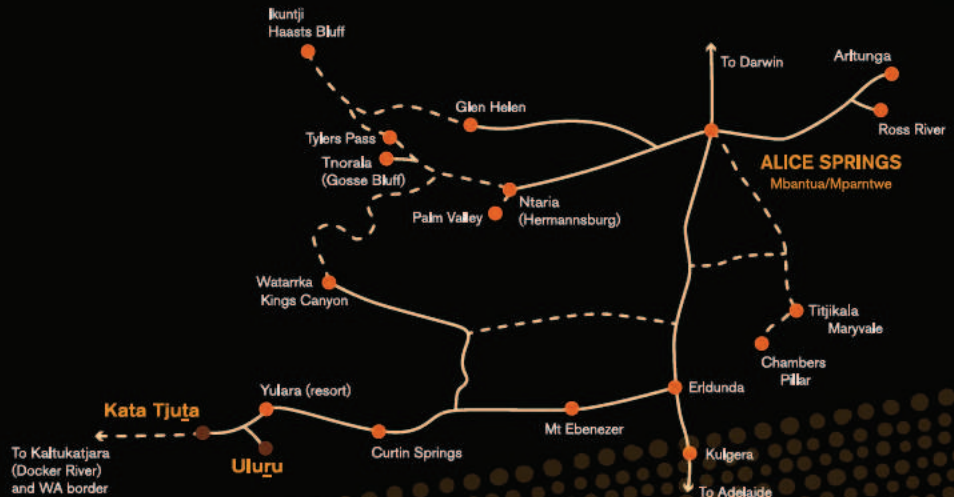 Ikuntji
Haasts Bluff
To Darwin
Arltunga
Glen Helen
Ross River
Tylers Pass
Tnorala
(Gosse Bluff)
ALICE SPRINGS
Mbantua/Mparntwe
Ntaria
(Hermannsburg)
Palm Valley
Watarrka
Kings Canyon
Titjikala
Maryvale
Chambers
Pillar
Yulara (resort)
Erldunda
Kata Tjuṯa
Mt Ebenezer
Curtin Springs
To Kaltukatjara
(Docker River)
and WA border
Uluṟu
Kulgera
To Adelaide